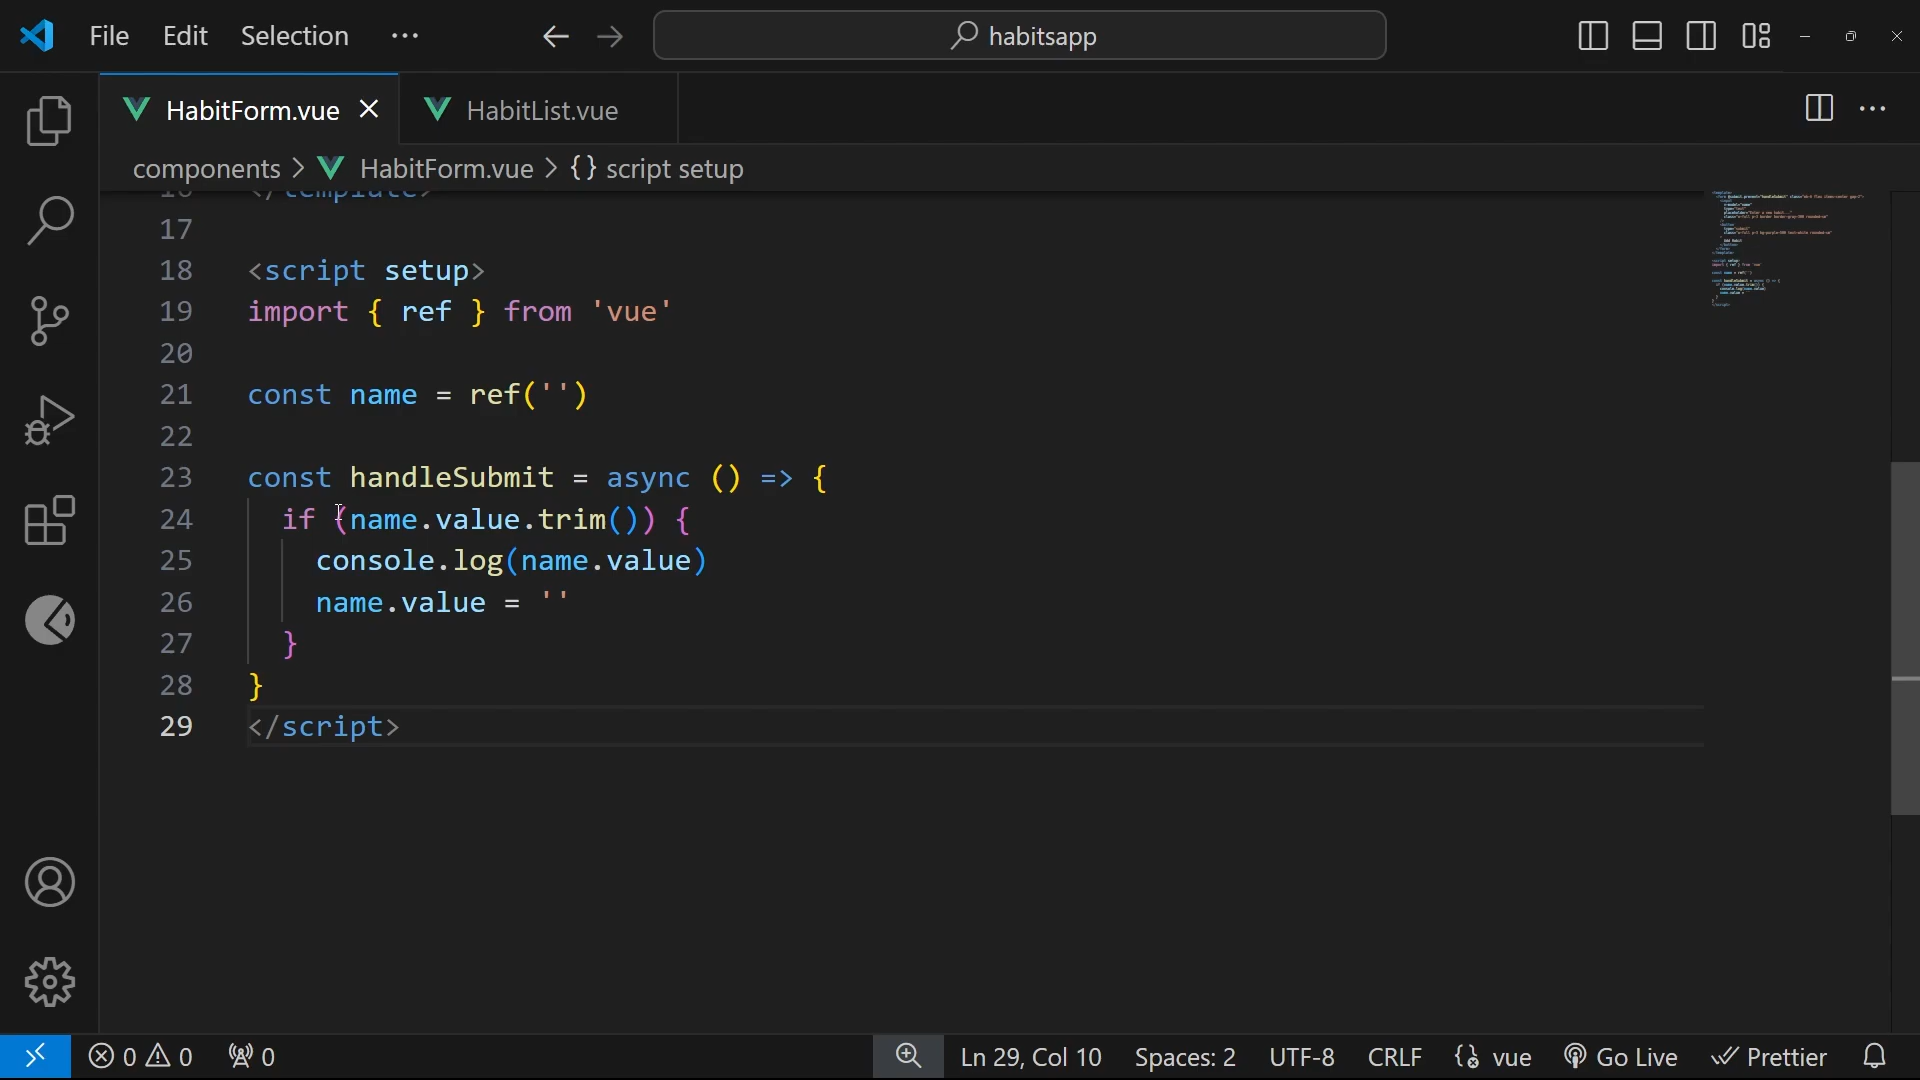 File Edit Selection ··· habitsapp
HabitForm.vue HabitList.vue
components > HabitForm.vue > {} script setup
16 </template>
17
18 <script setup>
19 import { ref } from 'vue'
20
21 const name = ref('')
22
23 const handleSubmit = async () => {
24 if (name.value.trim()) {
25 console.log(name.value)
26 name.value = ''
27 }
28 }
29 </script>
0 0 0 Ln 29, Col 10 Spaces: 2 UTF-8 CRLF {} vue Go Live Prettier